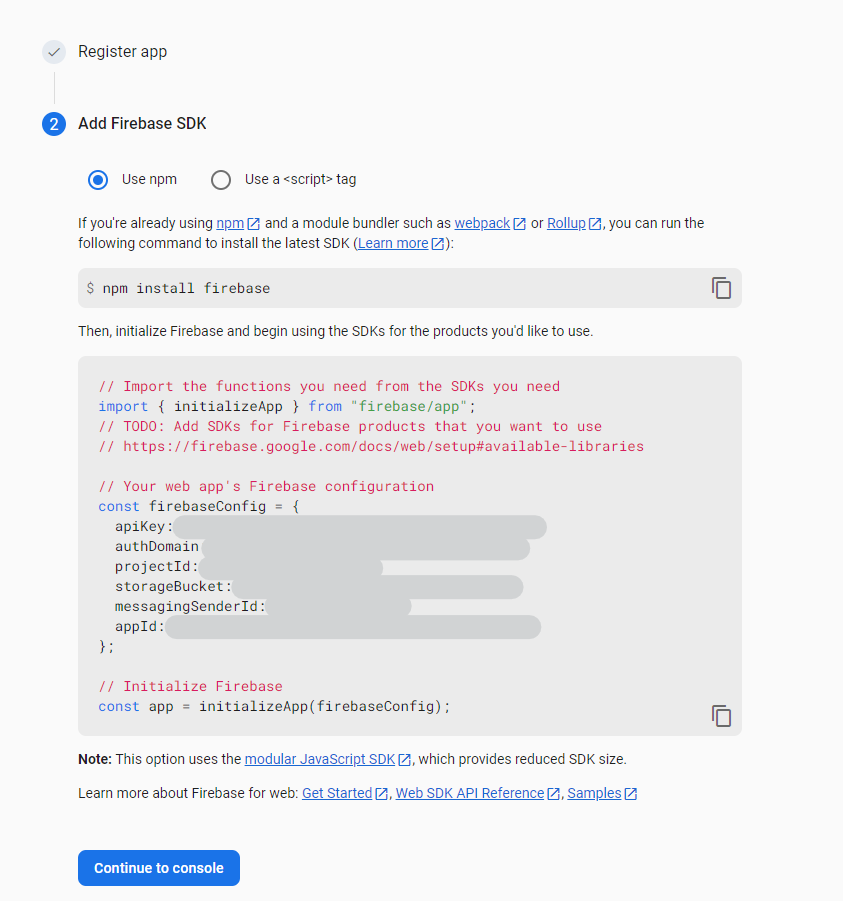 Register app
2 Add Firebase SDK
Use npm Use a <script> tag
If you're already using npm and a module bundler such as webpack or Rollup, you can run the
following command to install the latest SDK (Learn more):
$ npm install firebase
Then, initialize Firebase and begin using the SDKs for the products you'd like to use.
// Import the functions you need from the SDKs you need
import { initializeApp } from "firebase/app";
// TODO: Add SDKs for Firebase products that you want to use
// https://firebase.google.com/docs/web/setup#available-libraries
// Your web app's Firebase configuration
const firebaseConfig = {
apiKey:
authDomain
projectId:
storageBucket:
messagingSenderId:
appId:
};
// Initialize Firebase
const app = initializeApp(firebaseConfig);
Note: This option uses the modular JavaScript SDK, which provides reduced SDK size.
Learn more about Firebase for web: Get Started, Web SDK API Reference, Samples
Continue to console